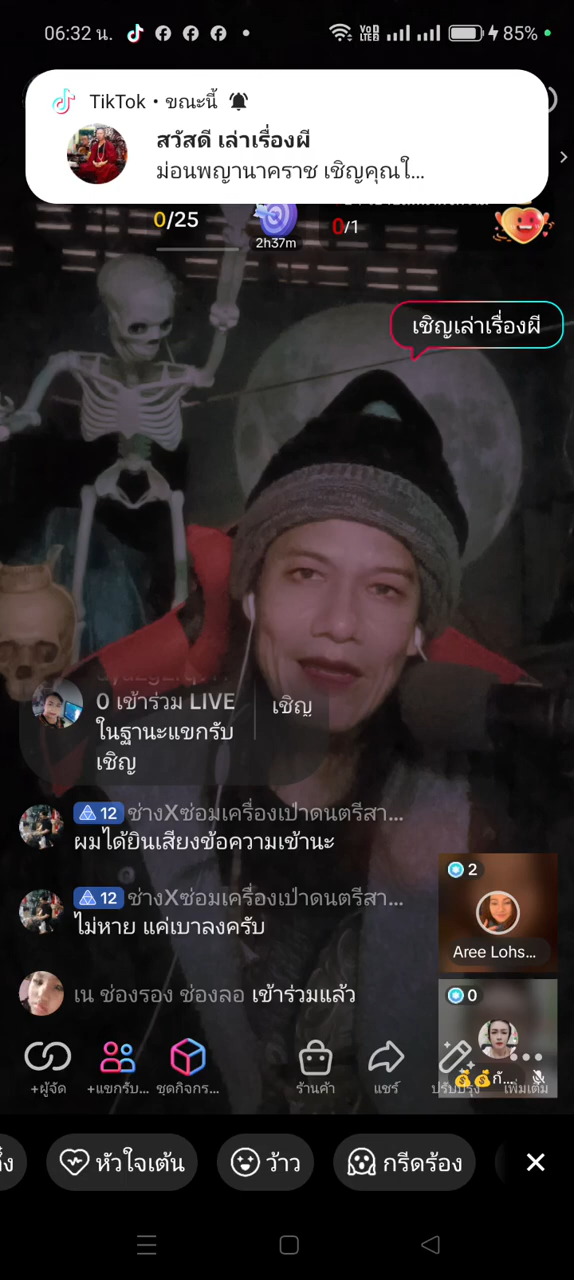 06:32 น.
VoD LTE2
85%
TikTok • ขณะนี้
สวัสดี เล่าเรื่องผี
ม่อนพญานาคราช เชิญคุณใ...
0/25
2h37m
0/1
เชิญเล่าเรื่องผี
0 เข้าร่วม LIVE
ในฐานะแขกรับ
เชิญ
เชิญ
12 ช่างXซ่อมเครื่องเป่าดนตรีสา...
ผมได้ยินเสียงข้อความเข้านะ
12 ช่างXซ่อมเครื่องเป่าดนตรีสา...
ไม่หาย แค่เบาลงครับ
2
Aree Lohs...
เน ช่องรอง ช่องลอ เข้าร่วมแล้ว
0
💰💰กั...
+ผู้จัด
+แขกรับ...
ชุดกิจกร...
ร้านค้า
แชร์
ปรับปรุง
เพิ่มเติม
หัวใจเต้น
ว้าว
กรีดร้อง